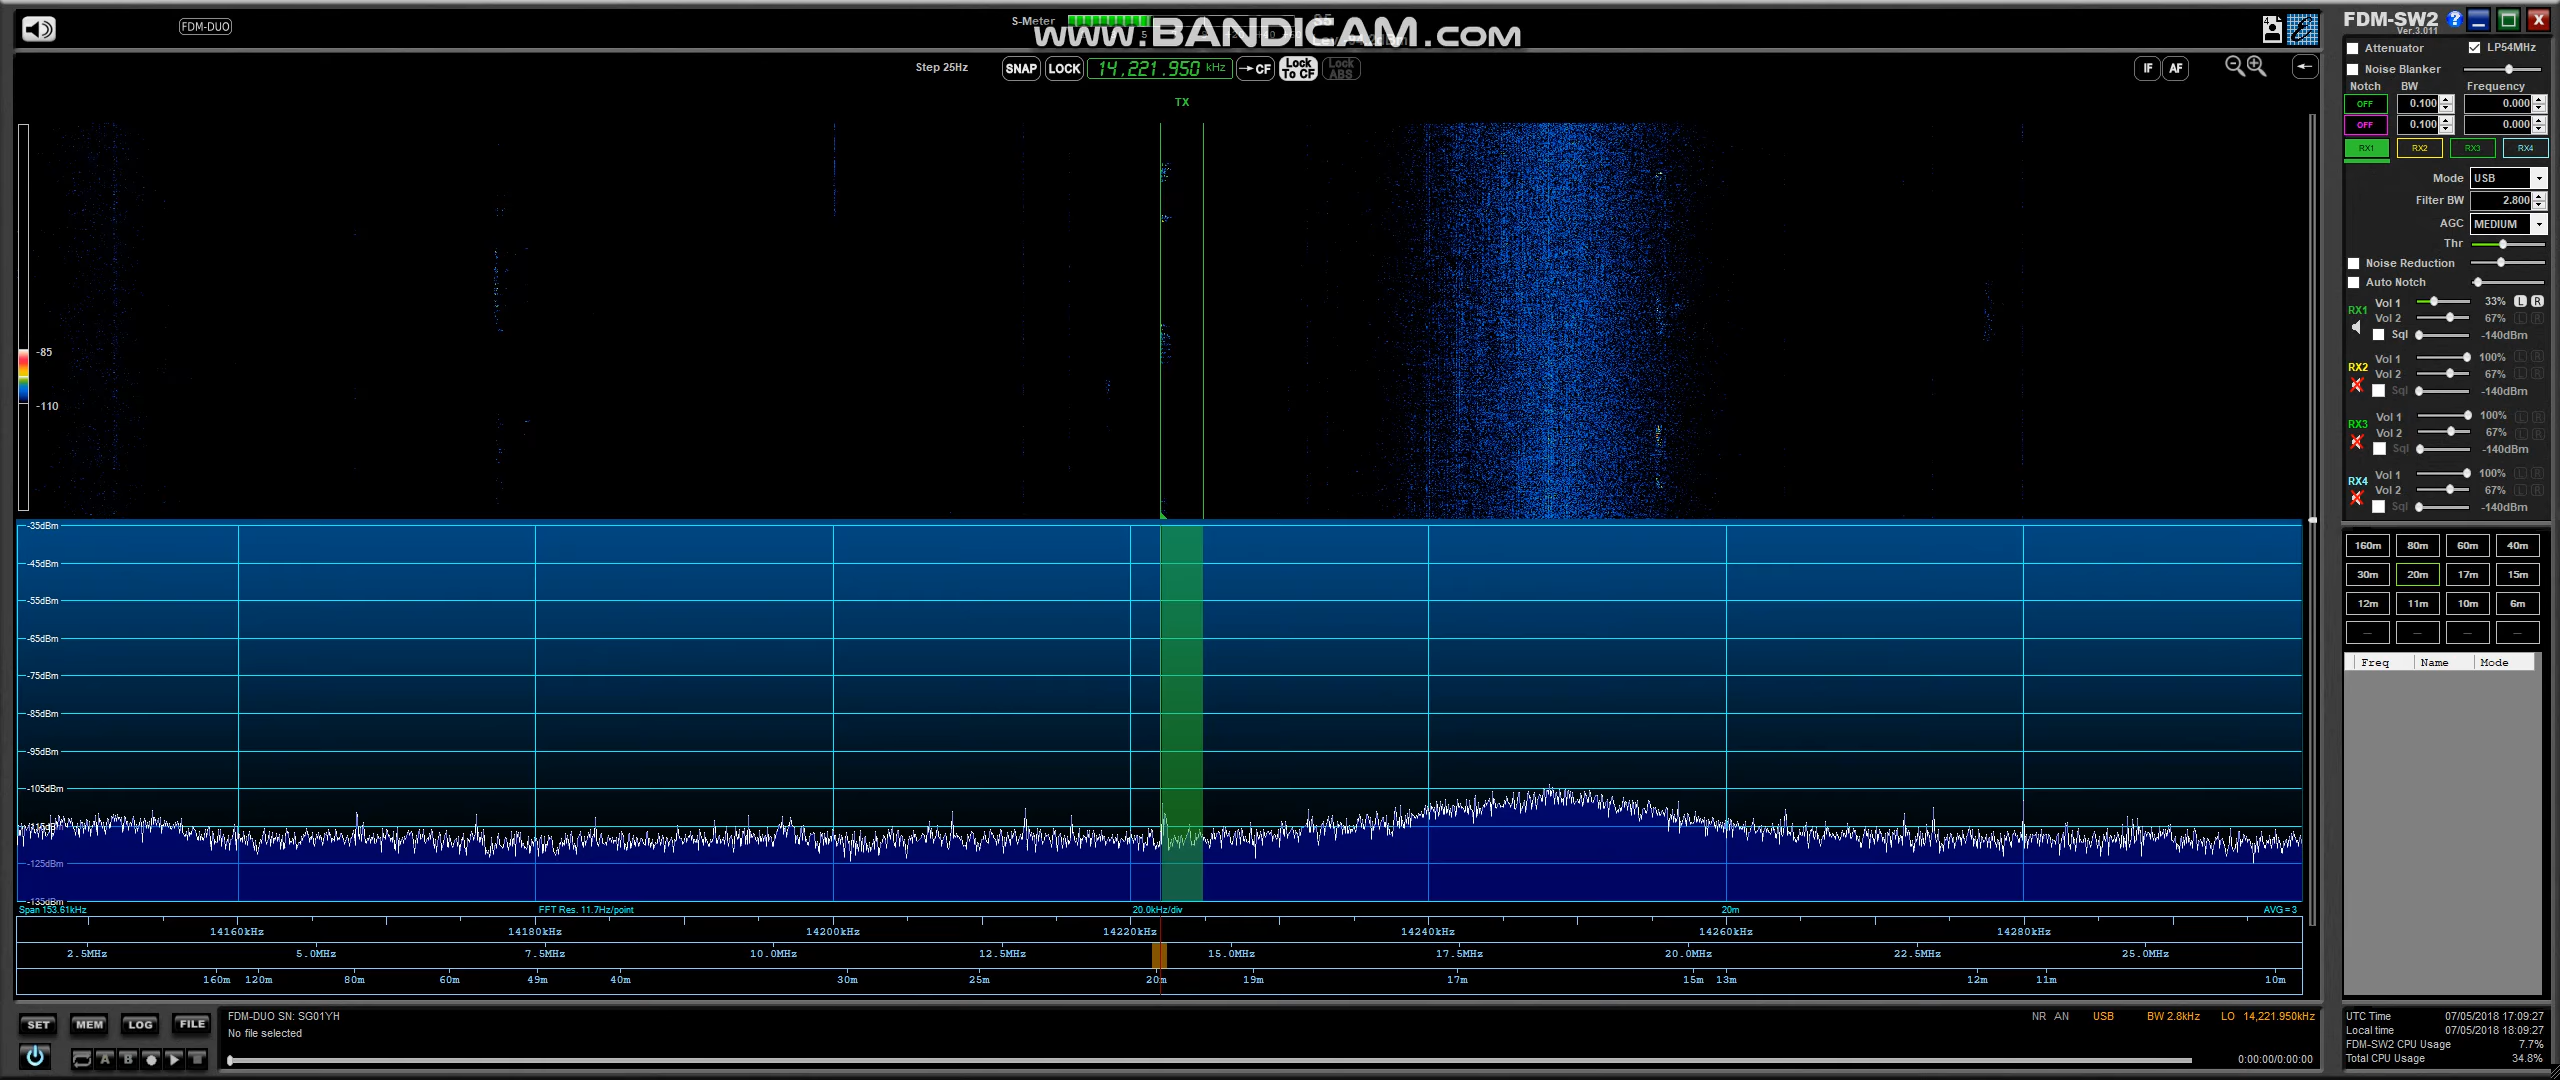 FDM-DUO
S-Meter
www.BANDICAM.com
FDM-SW2
Ver.3.011
Attenuator
LP54MHz
Step 25Hz
SNAP
LOCK
14,221.950 kHz
→CF
Lock To CF
Lock ABS
IF
AF
Noise Blanker
Notch BW Frequency
OFF 0.100 0.000
OFF 0.100 0.000
TX
RX1 RX2 RX3 RX4
Mode USB
Filter BW 2.800
AGC MEDIUM
Thr
Noise Reduction
Auto Notch
RX1
Vol 1 33% L R
Vol 2 67% L R
Sql -140dBm
RX2
Vol 1 100% L R
Vol 2 67% L R
Sql -140dBm
RX3
Vol 1 100% L R
Vol 2 67% L R
Sql -140dBm
RX4
Vol 1 100% L R
Vol 2 67% L R
Sql -140dBm
-85
-110
-35dBm
-45dBm
-55dBm
-65dBm
-75dBm
-85dBm
-95dBm
-105dBm
-115dBm
-125dBm
-135dBm
160m 80m 60m 40m
30m 20m 17m 15m
12m 11m 10m 6m
Freq Name Mode
Span 153.61kHz FFT Res. 11.7Hz/point 20.0kHz/div 20m AVG=3
14160kHz 14180kHz 14200kHz 14220kHz 14240kHz 14260kHz 14280kHz
2.5MHz 5.0MHz 7.5MHz 10.0MHz 12.5MHz 15.0MHz 17.5MHz 20.0MHz 22.5MHz 25.0MHz
160m 120m 80m 60m 49m 40m 30m 25m 20m 19m 17m 15m 13m 12m 11m 10m
SET MEM LOG FILE
A B
FDM-DUO SN: SG01YH
No file selected
NR AN USB BW 2.8kHz LO 14,221.950kHz
0:00:00/0:00:00
UTC Time 07/05/2018 17:09:27
Local time 07/05/2018 18:09:27
FDM-SW2 CPU Usage 7.7%
Total CPU Usage 34.8%